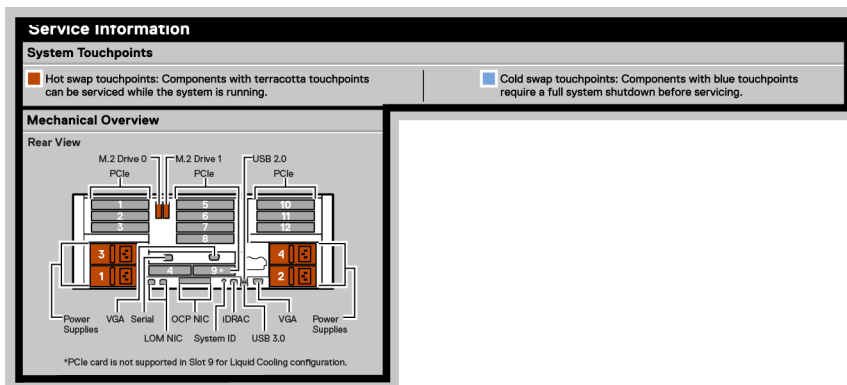 Service Information
System Touchpoints
Hot swap touchpoints: Components with terracotta touchpoints
can be serviced while the system is running.
Cold swap touchpoints: Components with blue touchpoints
require a full system shutdown before servicing.
Mechanical Overview
Rear View
M.2 Drive 0 M.2 Drive 1 USB 2.0
PCIe PCIe PCIe
1 5 10
2 6 11
3 7 12
8
3 4
4 9*
1 2
Power
Supplies
VGA Serial OCP NIC iDRAC VGA
Power
Supplies
LOM NIC System ID USB 3.0
*PCIe card is not supported in Slot 9 for Liquid Cooling configuration.